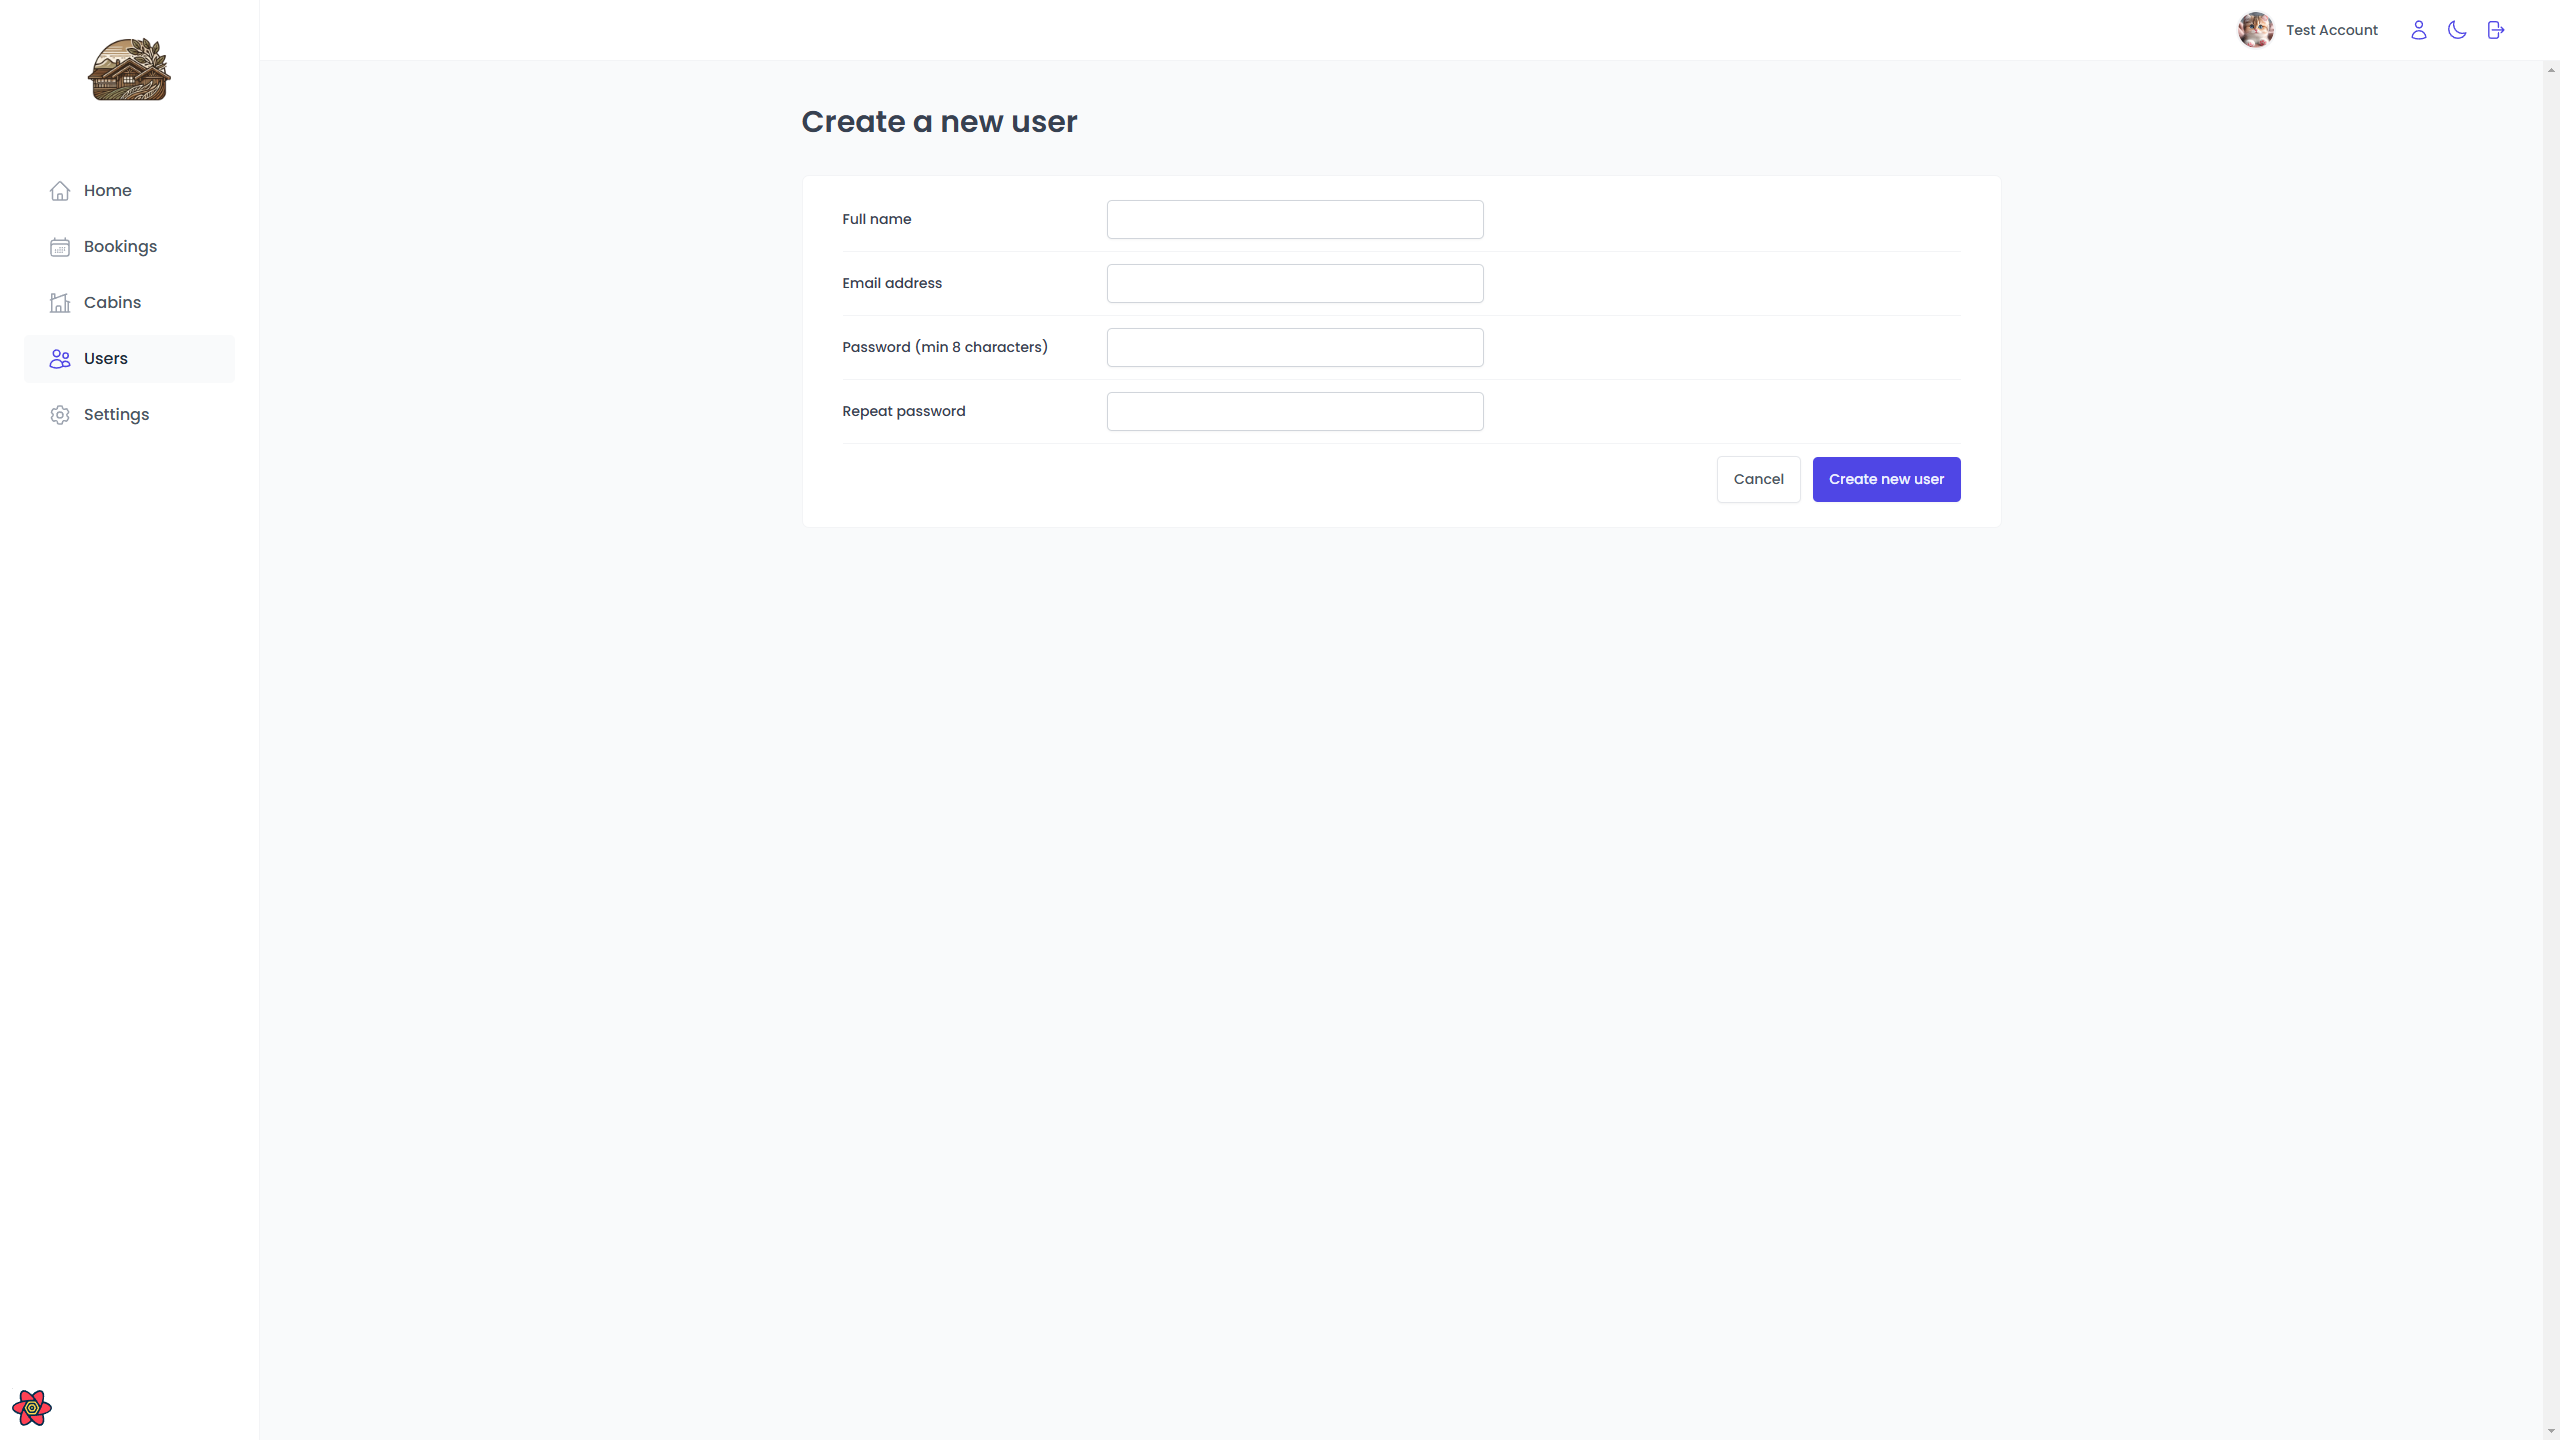 Test Account
Home
Bookings
Cabins
Users
Settings
Create a new user
Full name
Email address
Password (min 8 characters)
Repeat password
Cancel
Create new user